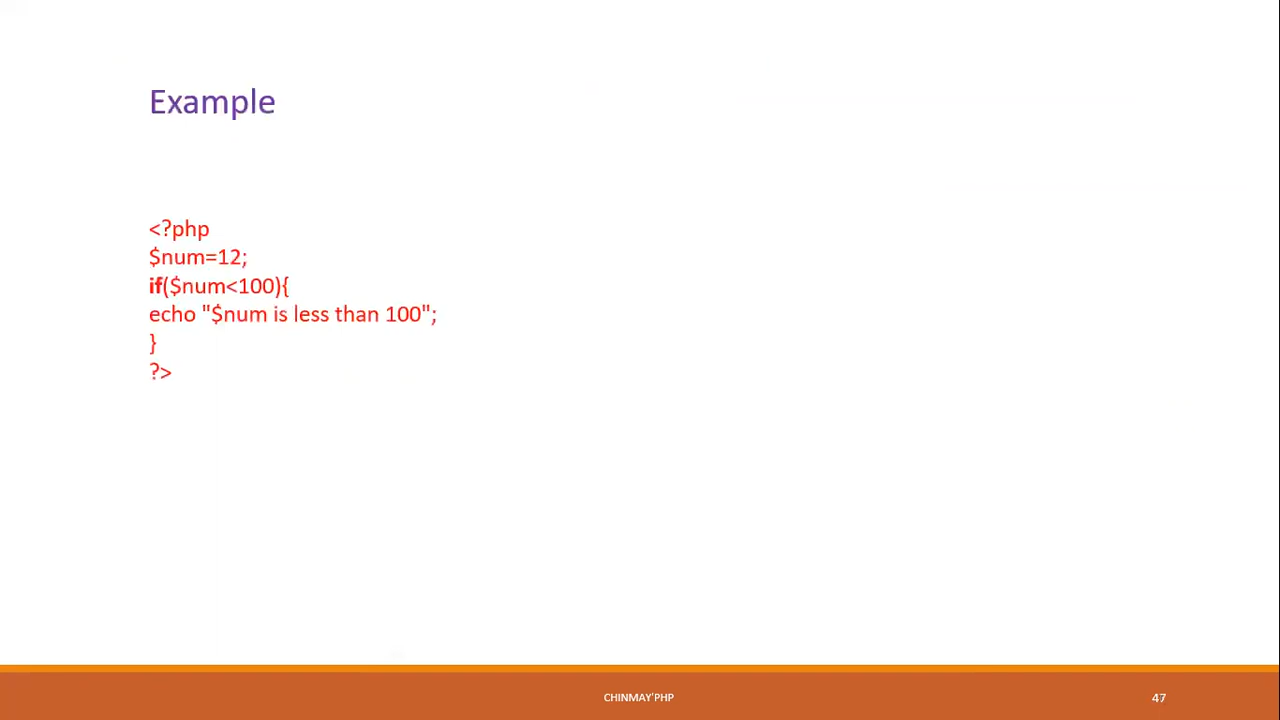 Example
<?php
$num=12;
if($num<100){
echo "$num is less than 100";
}
?>
CHINMAY'PHP
47